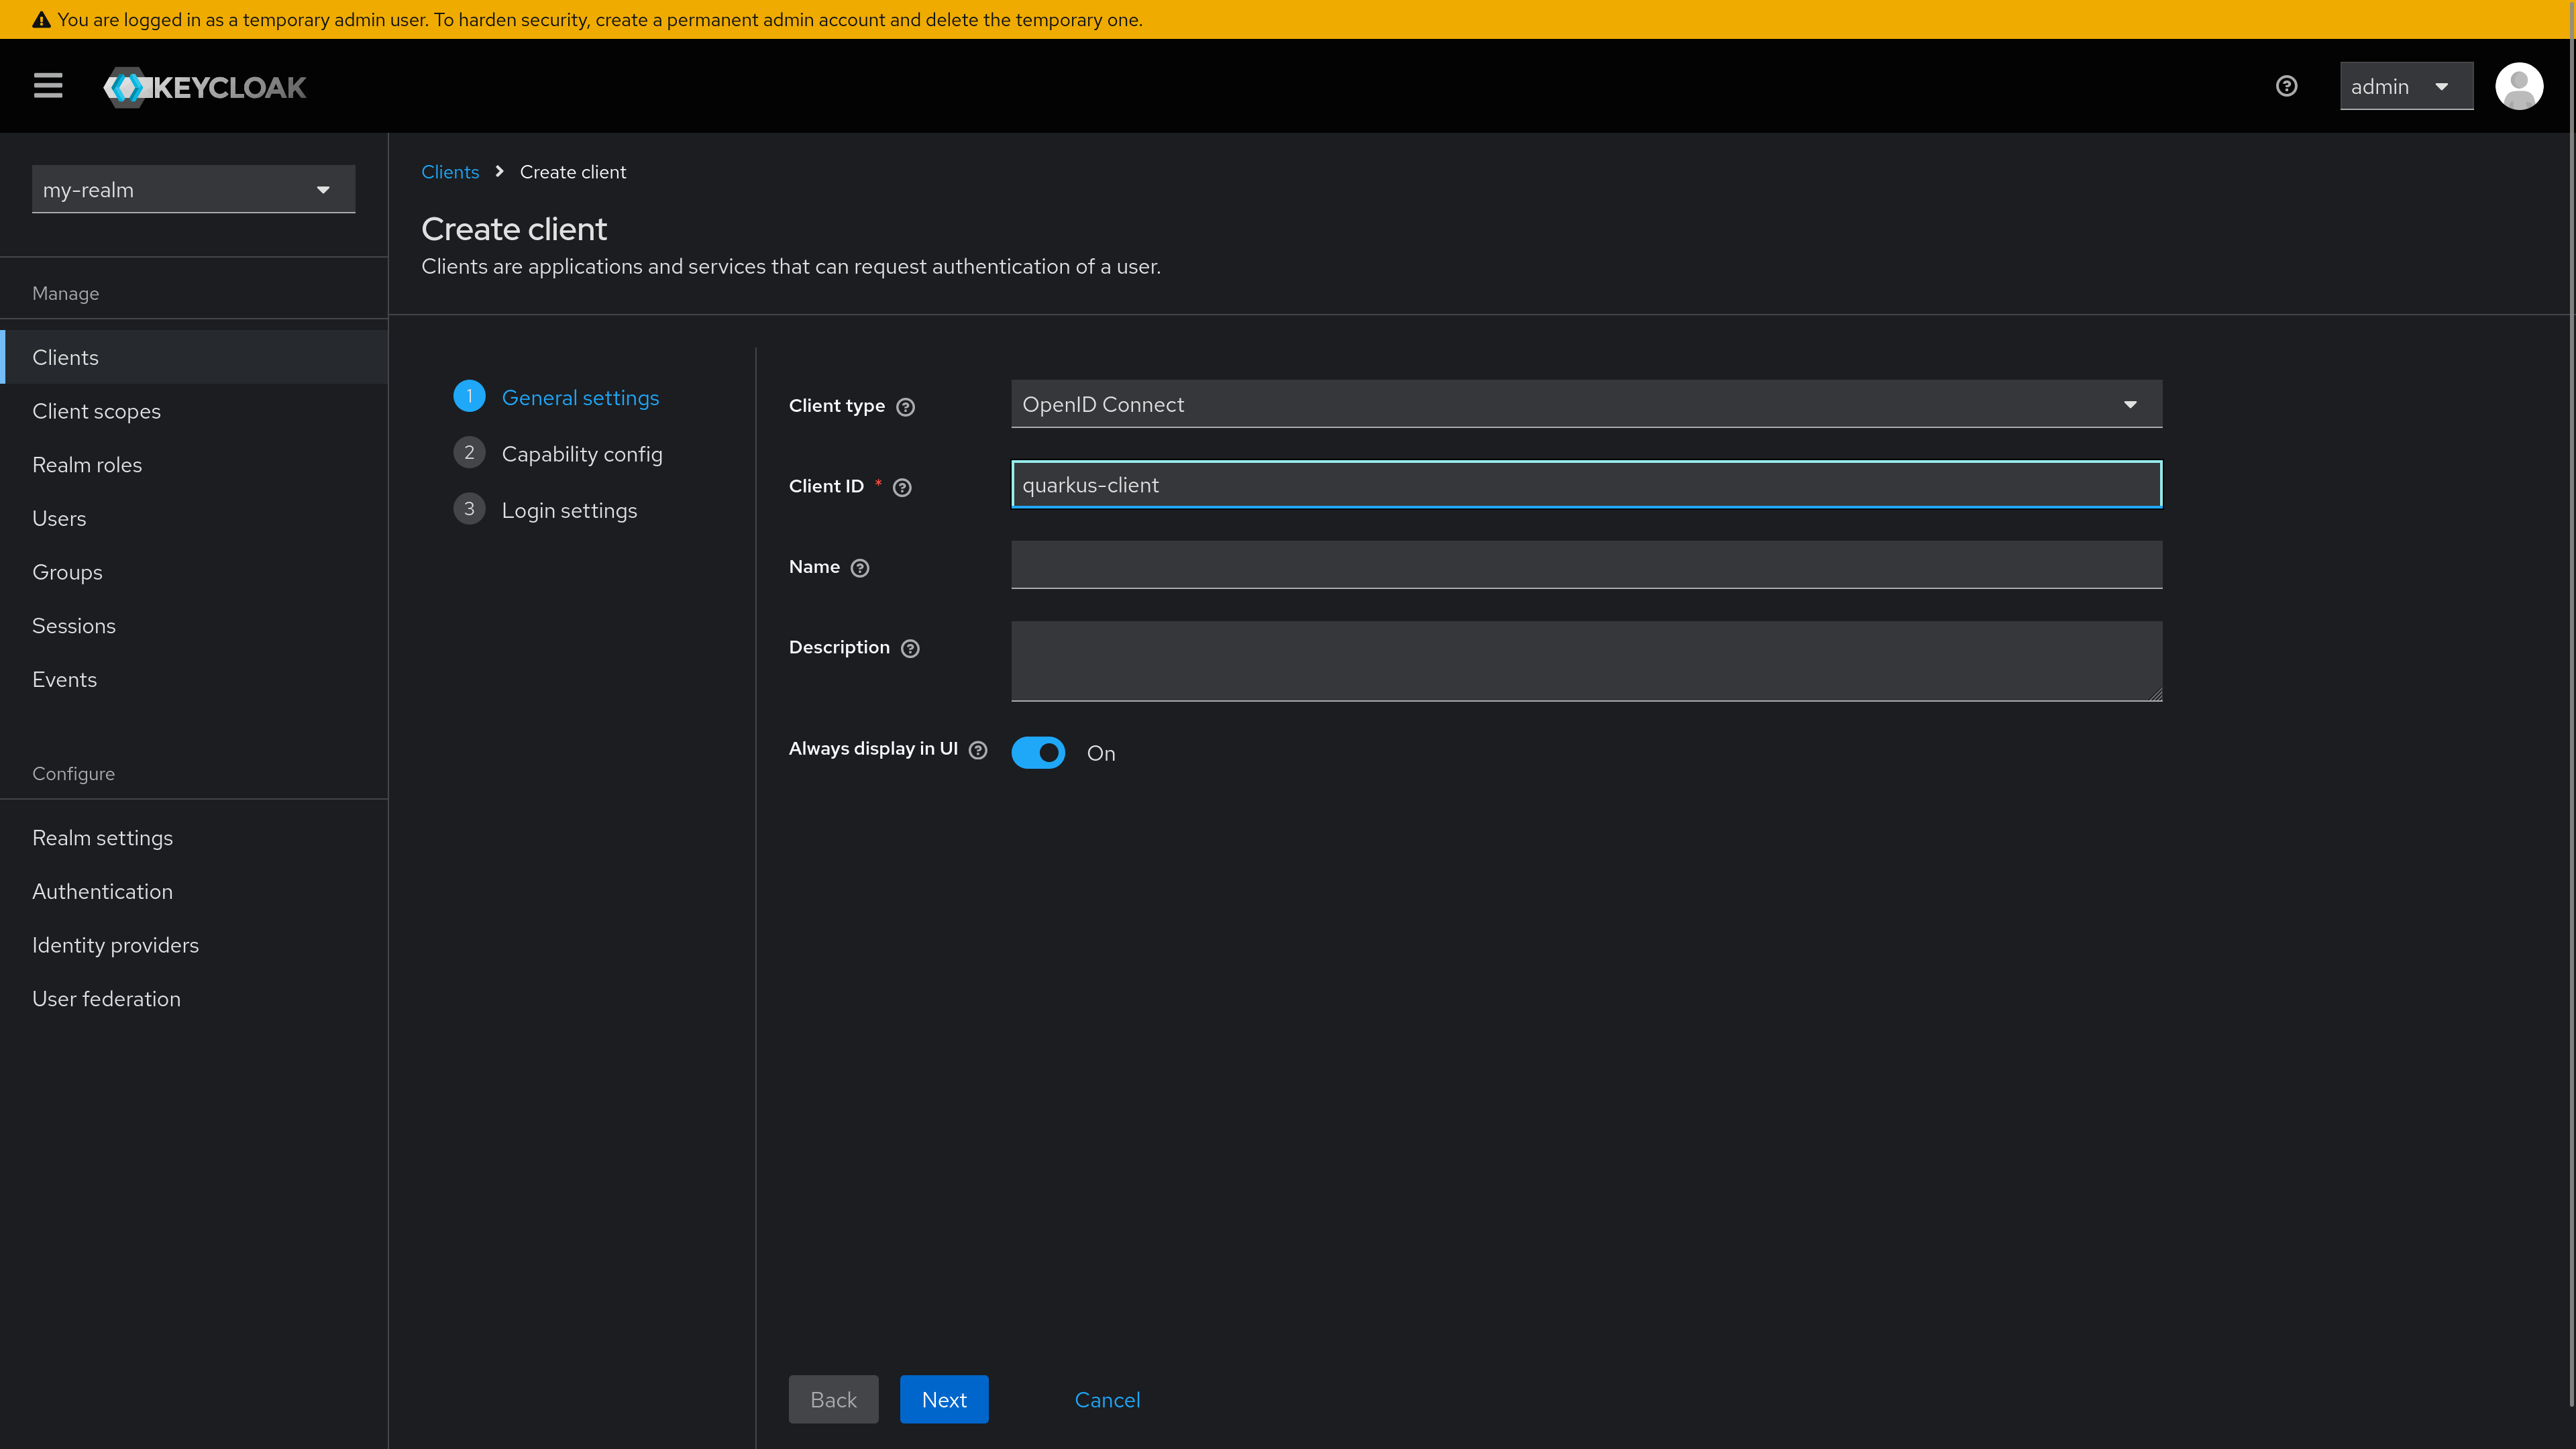 You are logged in as a temporary admin user. To harden security, create a permanent admin account and delete the temporary one.
KEYCLOAK
admin
my-realm
Manage
Clients
Client scopes
Realm roles
Users
Groups
Sessions
Events
Configure
Realm settings
Authentication
Identity providers
User federation
Clients Create client
Create client
Clients are applications and services that can request authentication of a user.
1 General settings
2 Capability config
3 Login settings
Client type OpenID Connect
Client ID * quarkus-client
Name
Description
Always display in UI On
Back Next Cancel